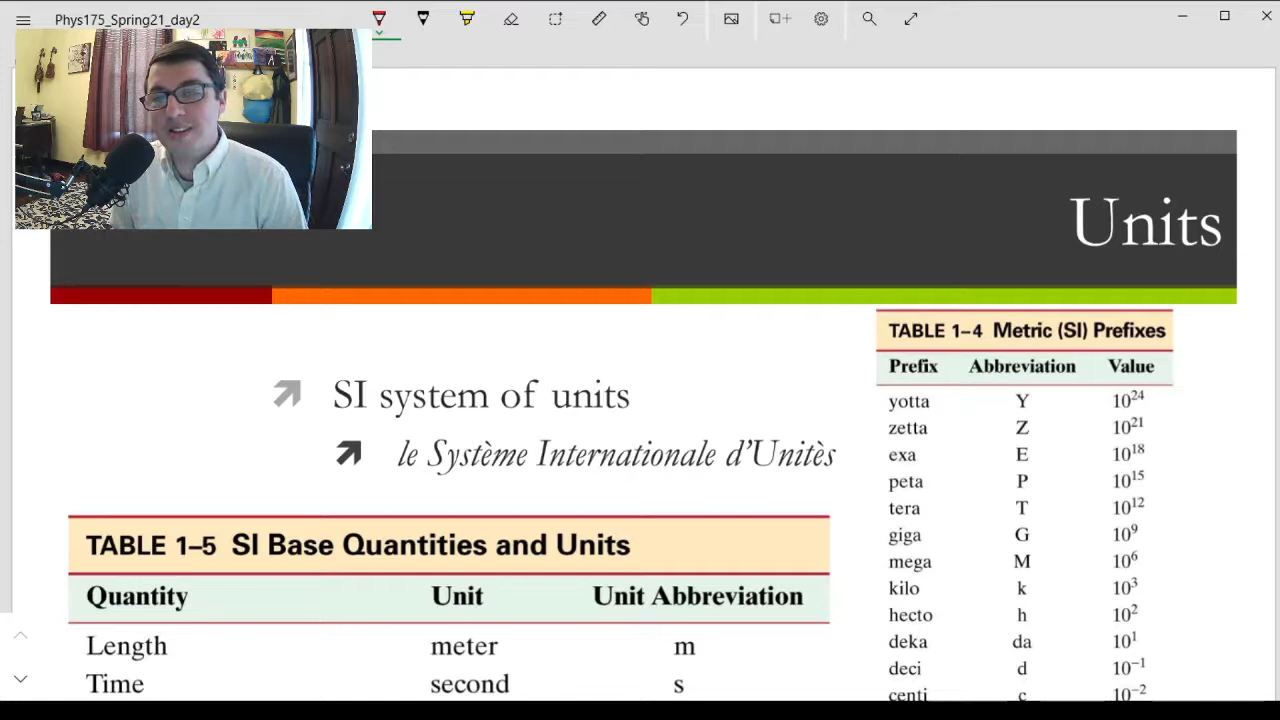 Phys175_Spring21_day2
Units
SI system of units
le Système Internationale d’Unitès
TABLE 1–5 SI Base Quantities and Units
Quantity Unit Unit Abbreviation
Length meter m
Time second s
TABLE 1–4 Metric (SI) Prefixes
Prefix Abbreviation Value
yotta Y 10²⁴
zetta Z 10²¹
exa E 10¹⁸
peta P 10¹⁵
tera T 10¹²
giga G 10⁹
mega M 10⁶
kilo k 10³
hecto h 10²
deka da 10¹
deci d 10⁻¹
centi c 10⁻²